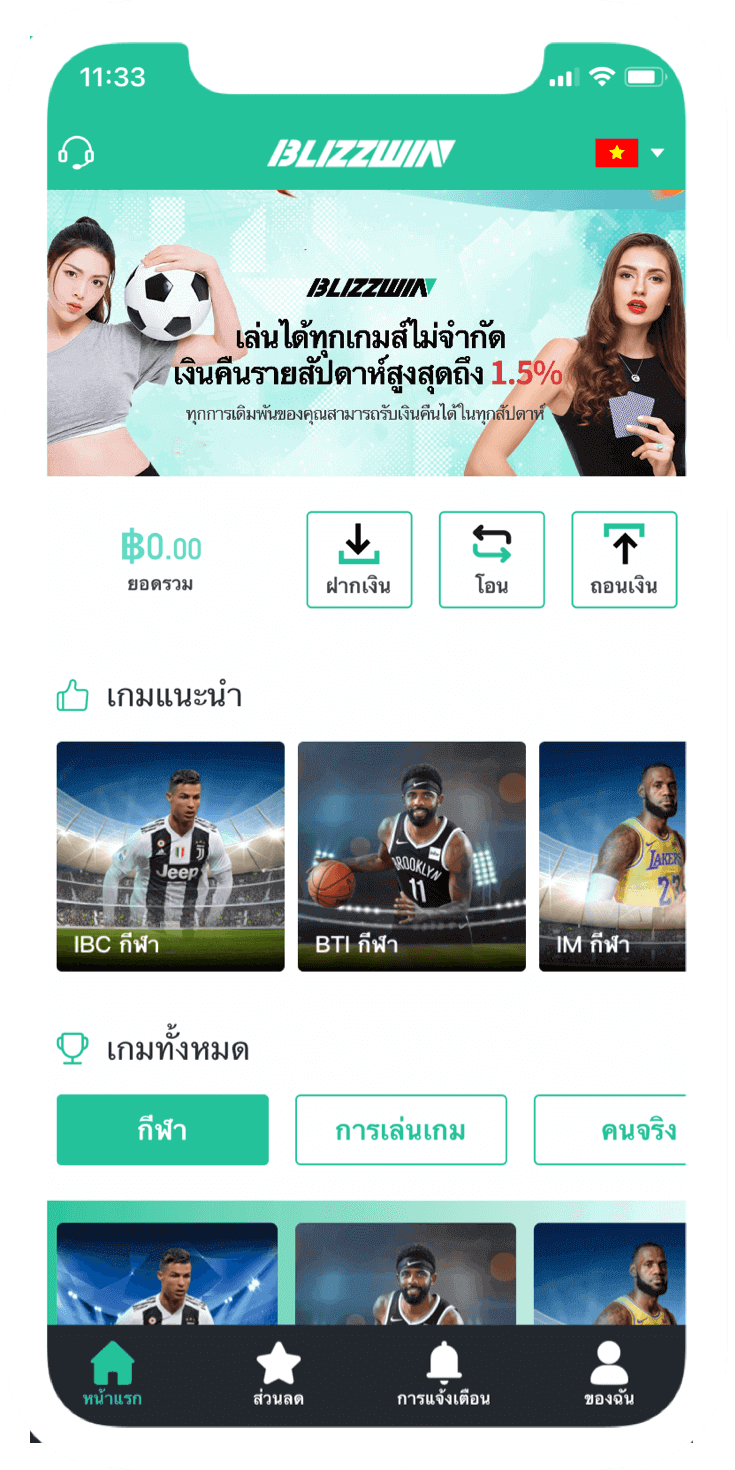 11:33
BLIZZWIN
BLIZZWIN
เล่นได้ทุกเกมส์ไม่จำกัด
เงินคืนรายสัปดาห์สูงสุดถึง 1.5%
ทุกการเดิมพันของคุณสามารถรับเงินคืนได้ในทุกสัปดาห์
฿0.00
ยอดรวม
ฝากเงิน
โอน
ถอนเงิน
เกมแนะนำ
Jeep
BROOKLYN
11
LAKERS
23
IBC กีฬา
BTI กีฬา
IM กีฬา
เกมทั้งหมด
กีฬา
การเล่นเกม
คนจริง
หน้าแรก
ส่วนลด
การแจ้งเตือน
ของฉัน